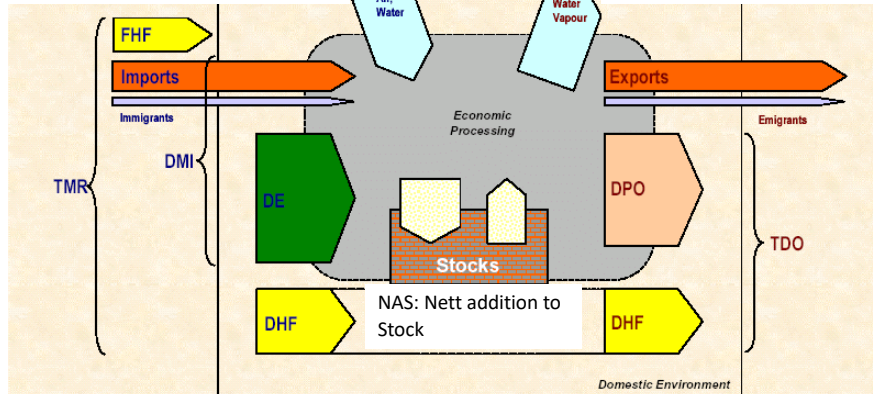 Air,
Water
Water
Vapour
FHF
Imports
Exports
Immigrants
Emigrants
Economic
Processing
DMI
TMR
DE
DPO
TDO
Stocks
NAS: Nett addition to
Stock
DHF
DHF
Domestic Environment